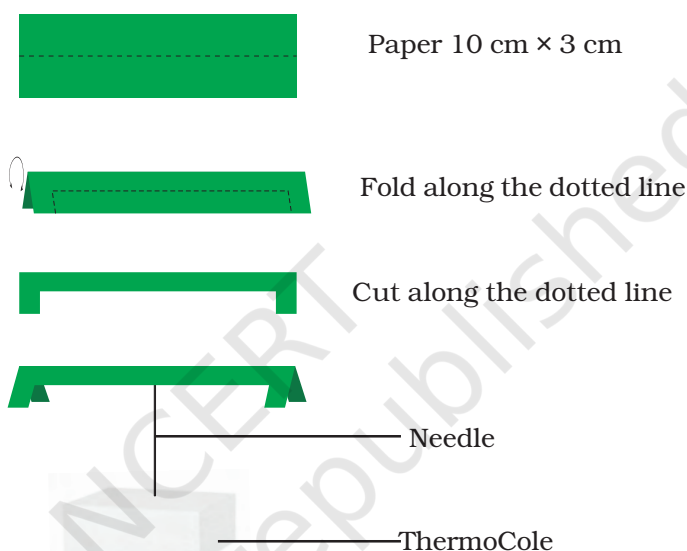 Paper 10 cm × 3 cm
Fold along the dotted line
Cut along the dotted line
Needle
ThermoCole
NCERT
republished